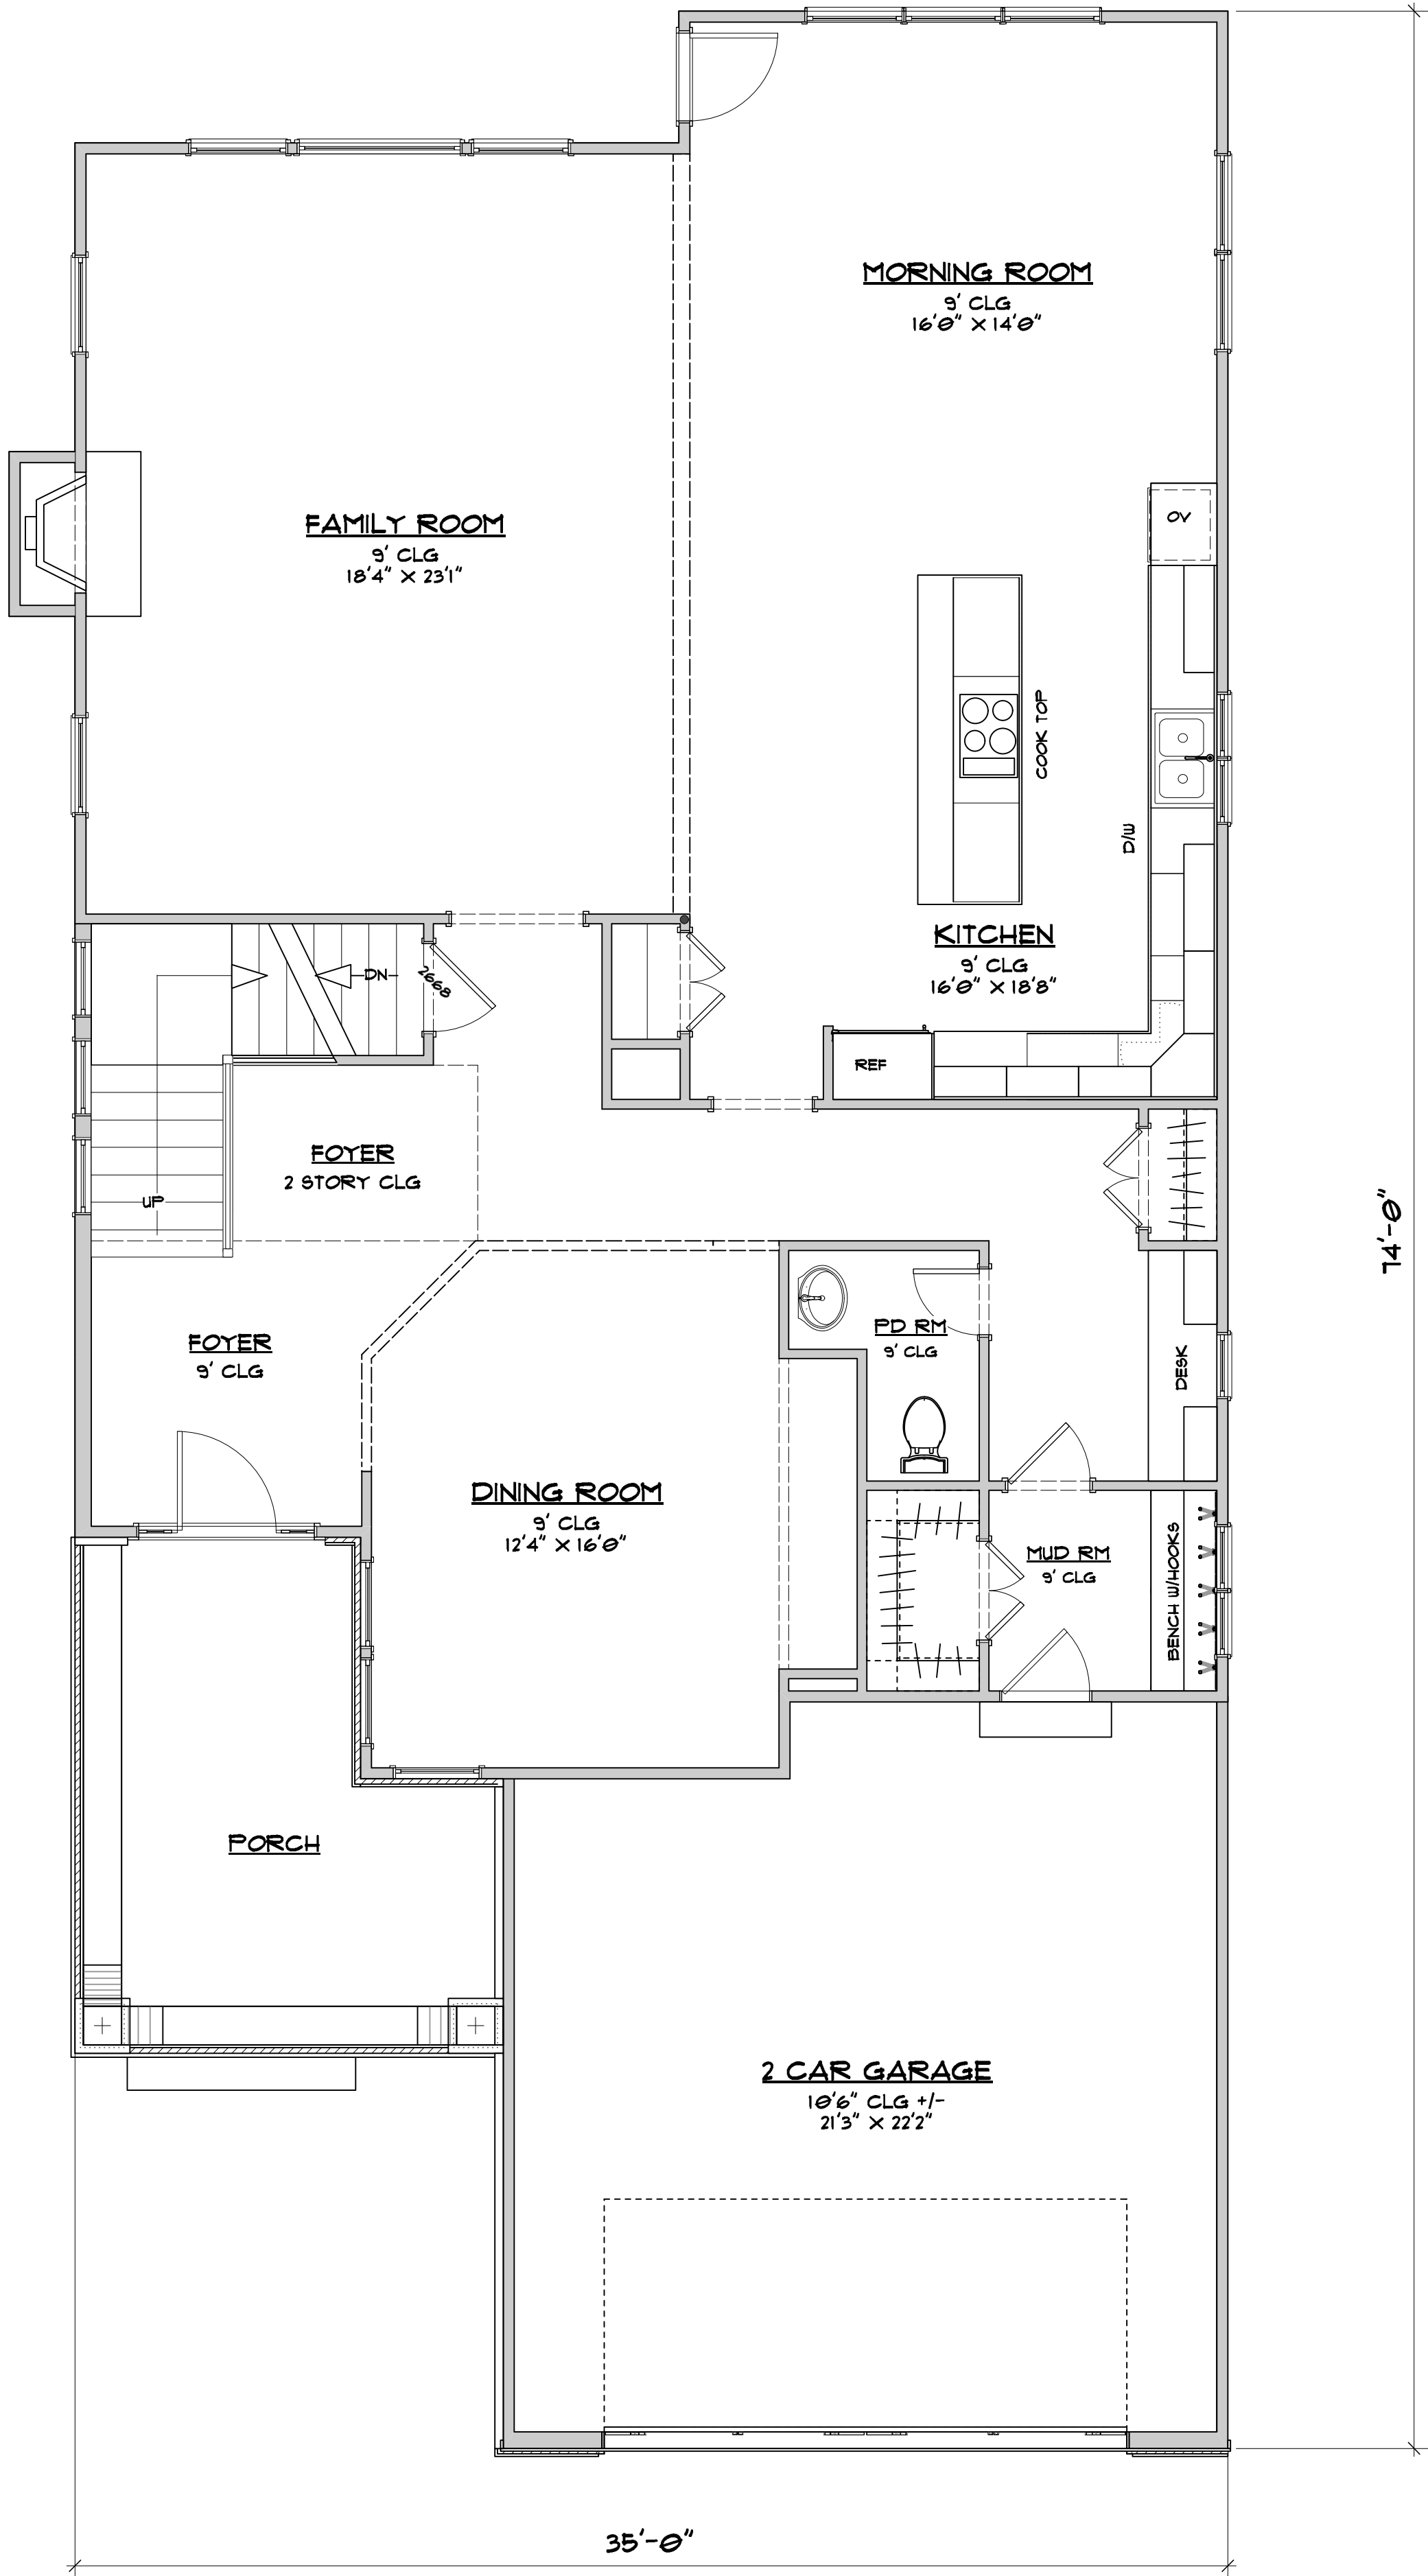 MORNING ROOM
9' CLG
16'0" X 14'0"
FAMILY ROOM
9' CLG
18'4" X 23'1"
OV
COOK TOP
D/W
KITCHEN
9' CLG
16'0" X 18'8"
DN
2668
REF
FOYER
2 STORY CLG
UP
74'-0"
FOYER
9' CLG
PD RM
9' CLG
DESK
DINING ROOM
9' CLG
12'4" X 16'0"
MUD RM
9' CLG
BENCH W/HOOKS
PORCH
2 CAR GARAGE
10'6" CLG +/-
21'3" X 22'2"
35'-0"